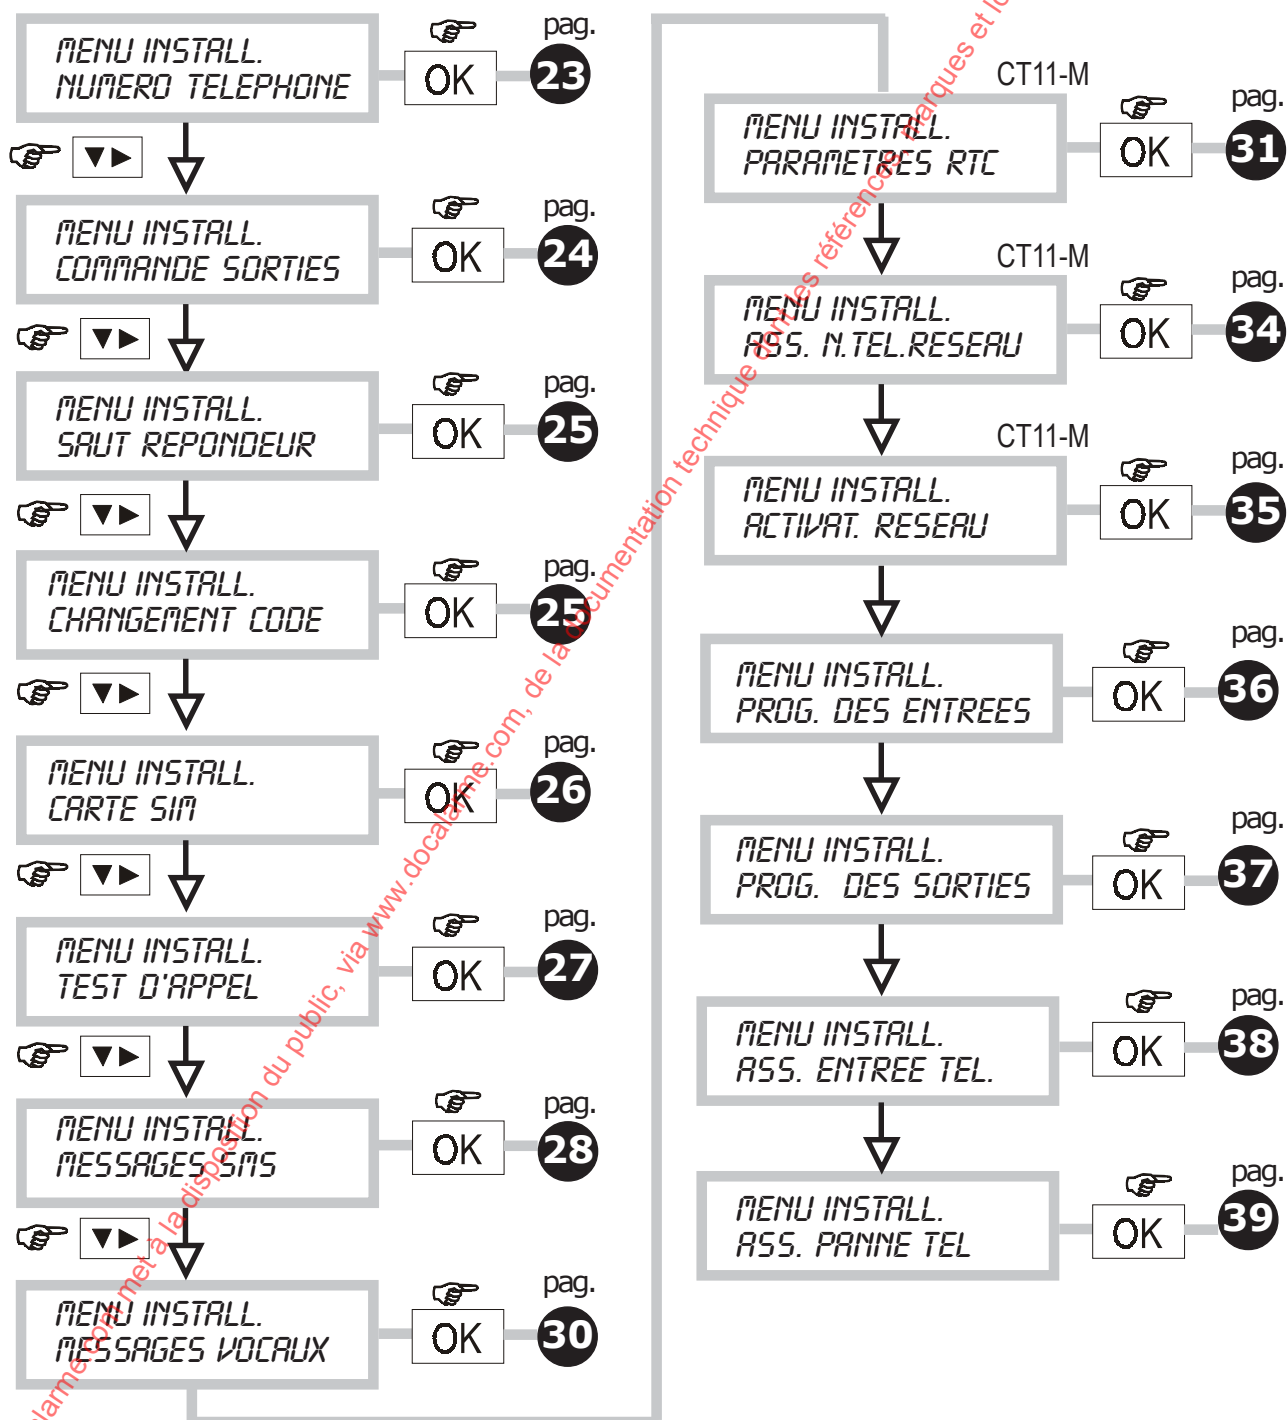 MENU INSTALL.
NUMERO TELEPHONE
OK
pag.
23
▼►
MENU INSTALL.
COMMANDE SORTIES
OK
pag.
24
▼►
MENU INSTALL.
SAUT REPONDEUR
OK
pag.
25
▼►
MENU INSTALL.
CHANGEMENT CODE
OK
pag.
25
▼►
MENU INSTALL.
CARTE SIM
OK
pag.
26
▼►
MENU INSTALL.
TEST D'APPEL
OK
pag.
27
▼►
MENU INSTALL.
MESSAGES SMS
OK
pag.
28
▼►
MENU INSTALL.
MESSAGES VOCAUX
OK
pag.
30
CT11-M
MENU INSTALL.
PARAMETRES RTC
OK
pag.
31
CT11-M
MENU INSTALL.
ASS. N.TEL.RESEAU
OK
pag.
34
CT11-M
MENU INSTALL.
ACTIVAT. RESEAU
OK
pag.
35
MENU INSTALL.
PROG. DES ENTREES
OK
pag.
36
MENU INSTALL.
PROG. DES SORTIES
OK
pag.
37
MENU INSTALL.
ASS. ENTREE TEL.
OK
pag.
38
MENU INSTALL.
ASS. PANNE TEL
OK
pag.
39
met à la disposition du public, via www.docalarme.com, de la documentation technique dont les références, marques et